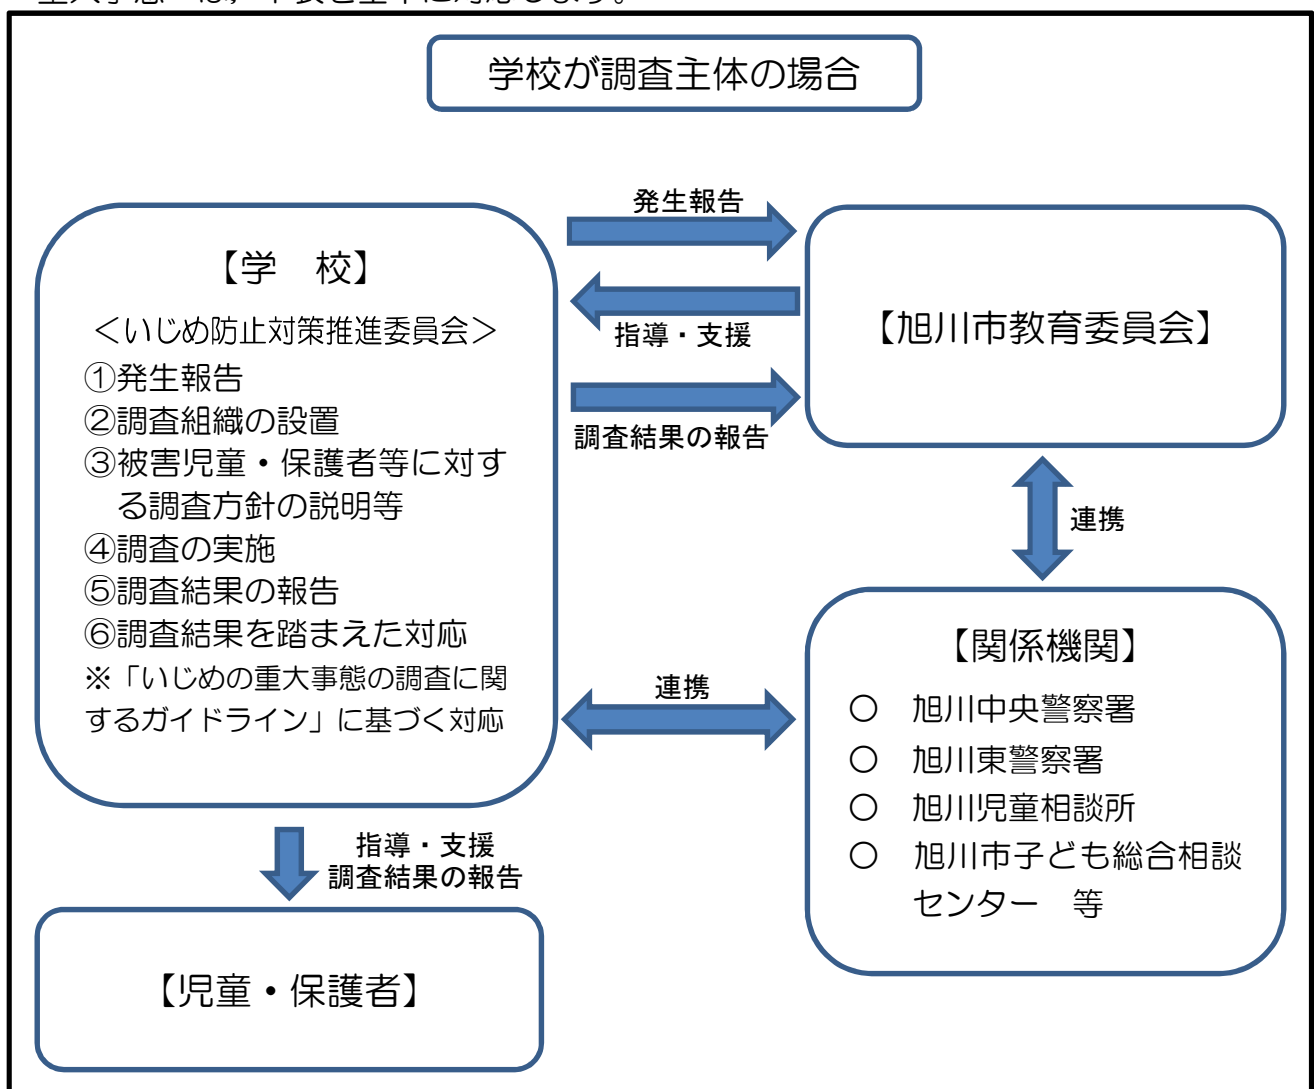 学校が調査主体の場合
発生報告
【学　校】
＜いじめ防止対策推進委員会＞
①発生報告
②調査組織の設置
③被害児童・保護者等に対す
る調査方針の説明等
④調査の実施
⑤調査結果の報告
⑥調査結果を踏まえた対応
※「いじめの重大事態の調査に関
するガイドライン」に基づく対応
指導・支援
調査結果の報告
【旭川市教育委員会】
連携
連携
【関係機関】
○　旭川中央警察署
○　旭川東警察署
○　旭川児童相談所
○　旭川市子ども総合相談
センター　等
指導・支援
調査結果の報告
【児童・保護者】